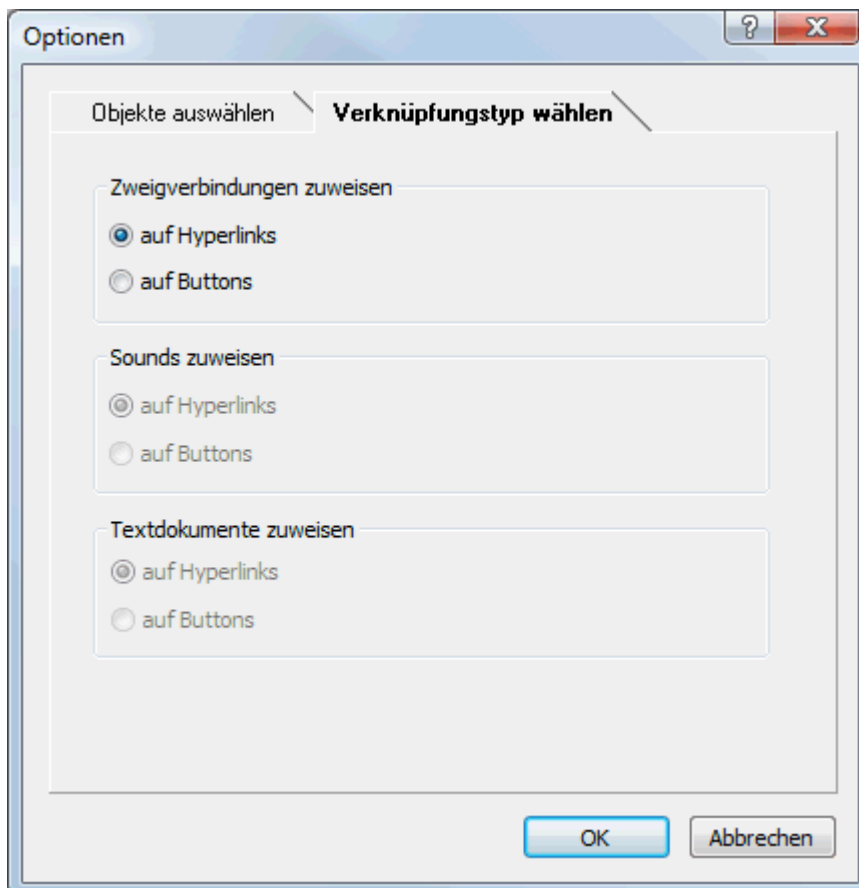 Optionen
Objekte auswählen
Verknüpfungstyp wählen
Zweigverbindungen zuweisen
auf Hyperlinks
auf Buttons
Sounds zuweisen
auf Hyperlinks
auf Buttons
Textdokumente zuweisen
auf Hyperlinks
auf Buttons
OK
Abbrechen